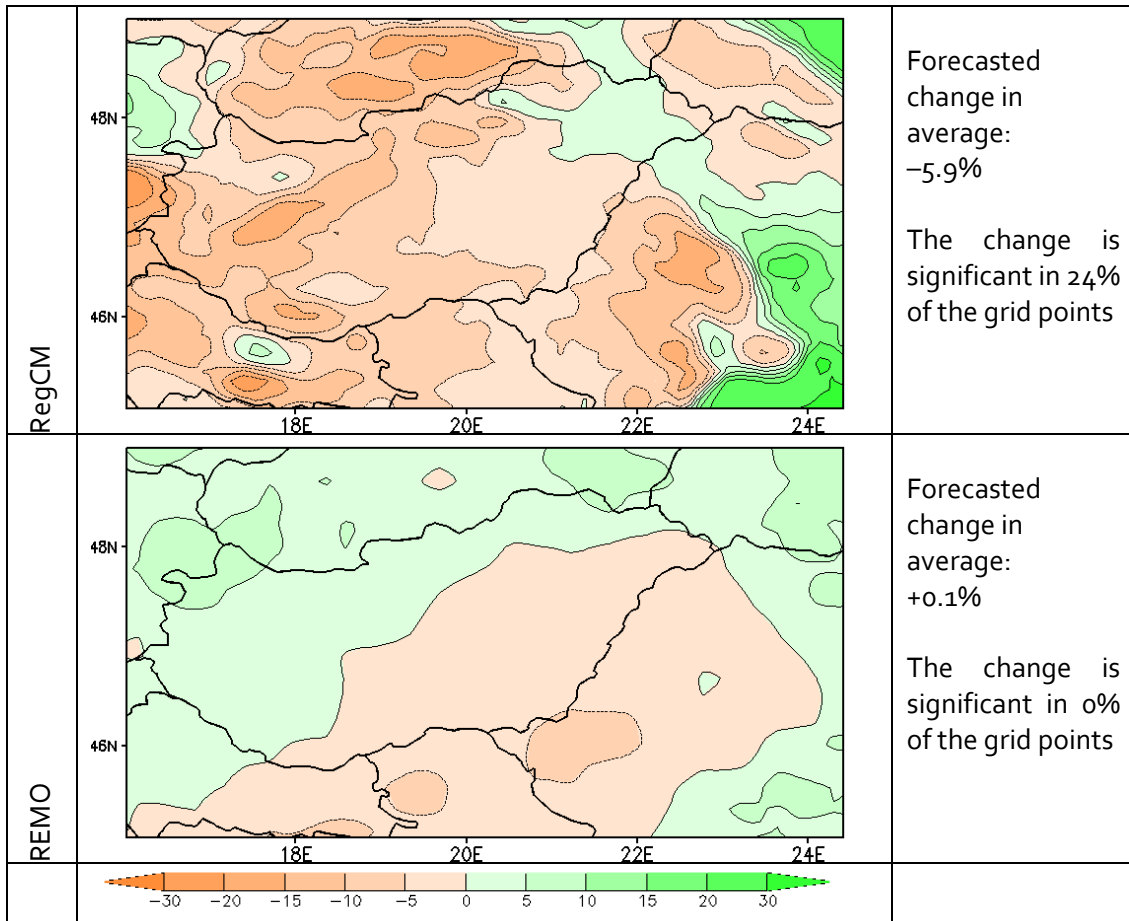 48N
46N
18E 20E 22E 24E
RegCM
Forecasted
change in
average:
–5.9%
The change is
significant in 24%
of the grid points
48N
46N
18E 20E 22E 24E
REMO
Forecasted
change in
average:
+0.1%
The change is
significant in 0%
of the grid points
−30 −20 −15 −10 −5 0 5 10 15 20 30